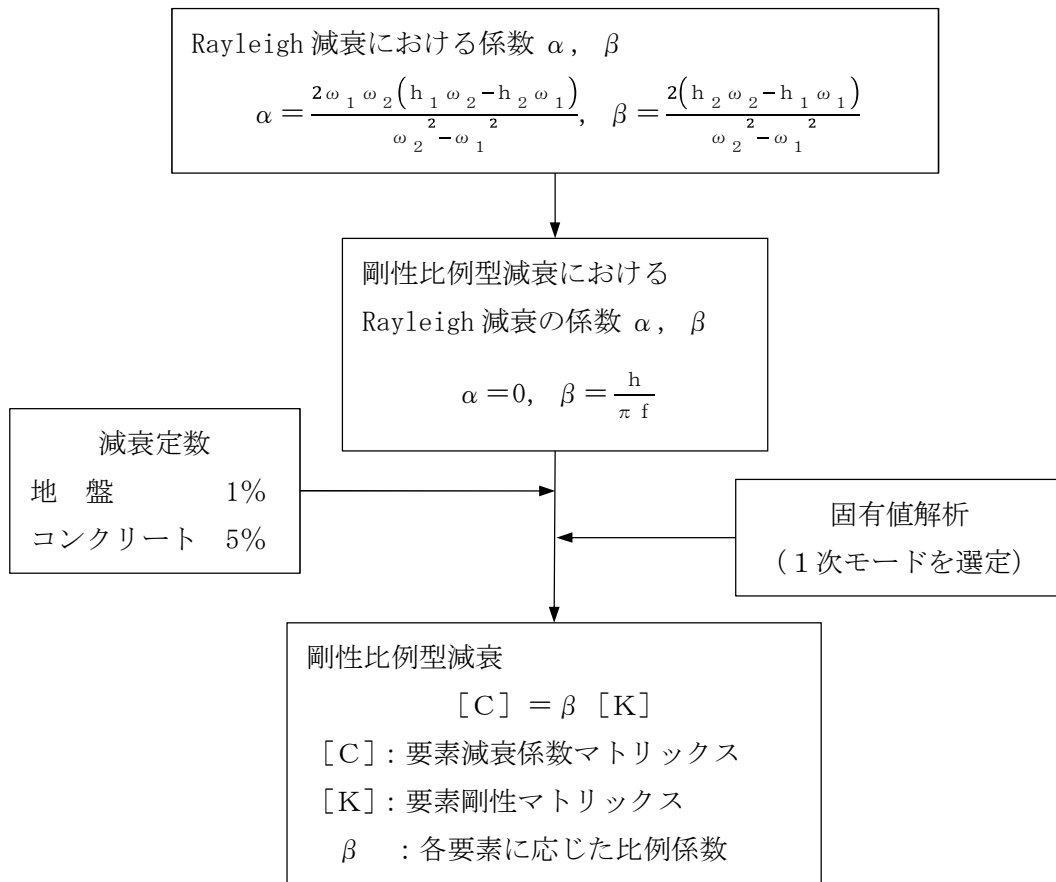 Rayleigh 減衰における係数 α, β
α＝2ω₁ω₂(h₁ω₂−h₂ω₁)/(ω₂²−ω₁²), β＝2(h₂ω₂−h₁ω₁)/(ω₂²−ω₁²)
剛性比例型減衰における
Rayleigh 減衰の係数 α, β
α＝0, β＝h/πf
減衰定数
地　盤　1％
コンクリート　5％
固有値解析
（１次モードを選定）
剛性比例型減衰
［C］＝β［K］
［C］：要素減衰係数マトリックス
［K］：要素剛性マトリックス
β　：各要素に応じた比例係数